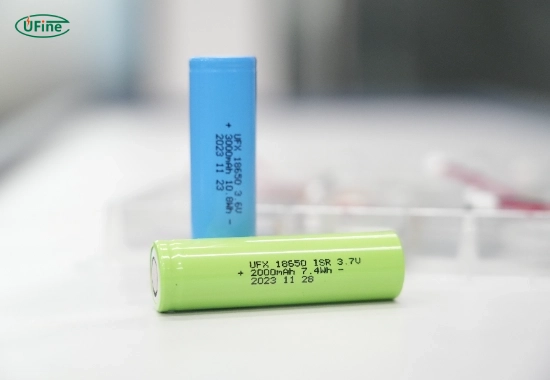 UFine
UFX 18650 3.6V
+ 3000mAh 10.8Wh -
2023 11 23
UFX 18650 ISR 3.7V
+ 2000mAh 7.4Wh -
2023 11 28